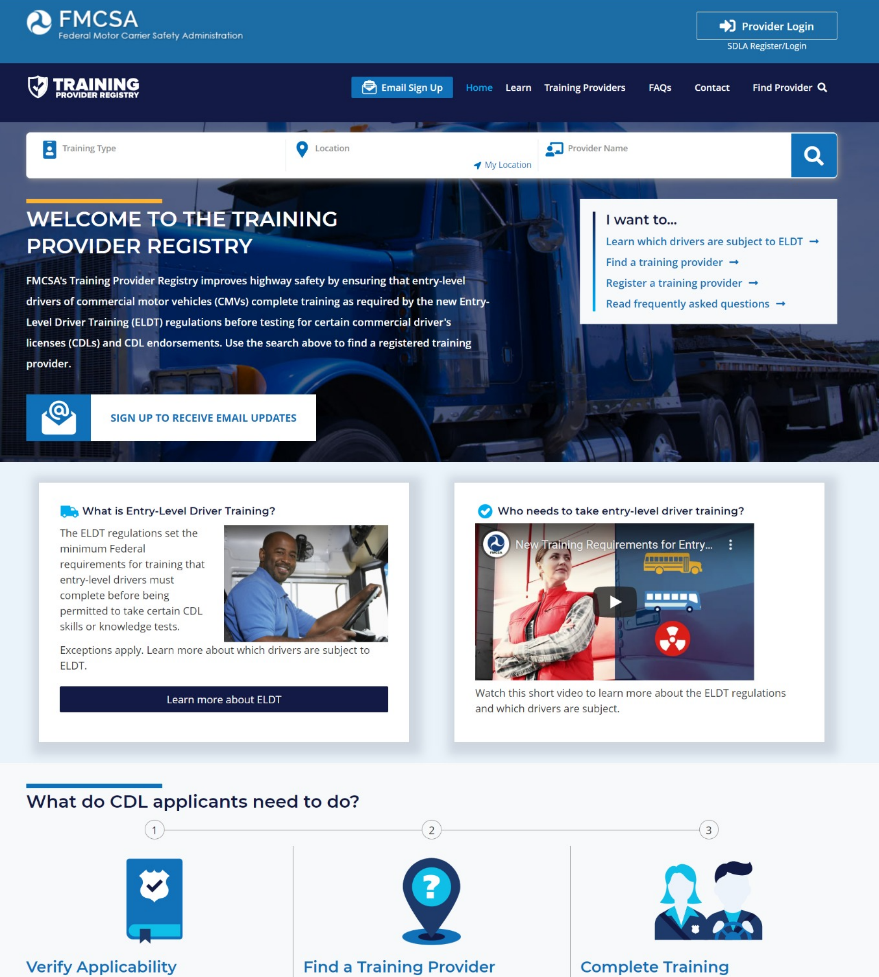 FMCSA
Federal Motor Carrier Safety Administration
Provider Login
SDLA Register/Login
TRAINING
PROVIDER REGISTRY
Email Sign Up
Home
Learn
Training Providers
FAQs
Contact
Find Provider
Training Type
Location
My Location
Provider Name
WELCOME TO THE TRAINING
PROVIDER REGISTRY
FMCSA's Training Provider Registry improves highway safety by ensuring that entry-level
drivers of commercial motor vehicles (CMVs) complete training as required by the new Entry-
Level Driver Training (ELDT) regulations before testing for certain commercial driver's
licenses (CDLs) and CDL endorsements. Use the search above to find a registered training
provider.
I want to...
Learn which drivers are subject to ELDT →
Find a training provider →
Register a training provider →
Read frequently asked questions →
SIGN UP TO RECEIVE EMAIL UPDATES
What is Entry-Level Driver Training?
The ELDT regulations set the
minimum Federal
requirements for training that
entry-level drivers must
complete before being
permitted to take certain CDL
skills or knowledge tests.
Exceptions apply. Learn more about which drivers are subject to
ELDT.
Learn more about ELDT
Who needs to take entry-level driver training?
New Training Requirements for Entry...
Watch this short video to learn more about the ELDT regulations
and which drivers are subject.
What do CDL applicants need to do?
1
2
3
Verify Applicability
Find a Training Provider
Complete Training